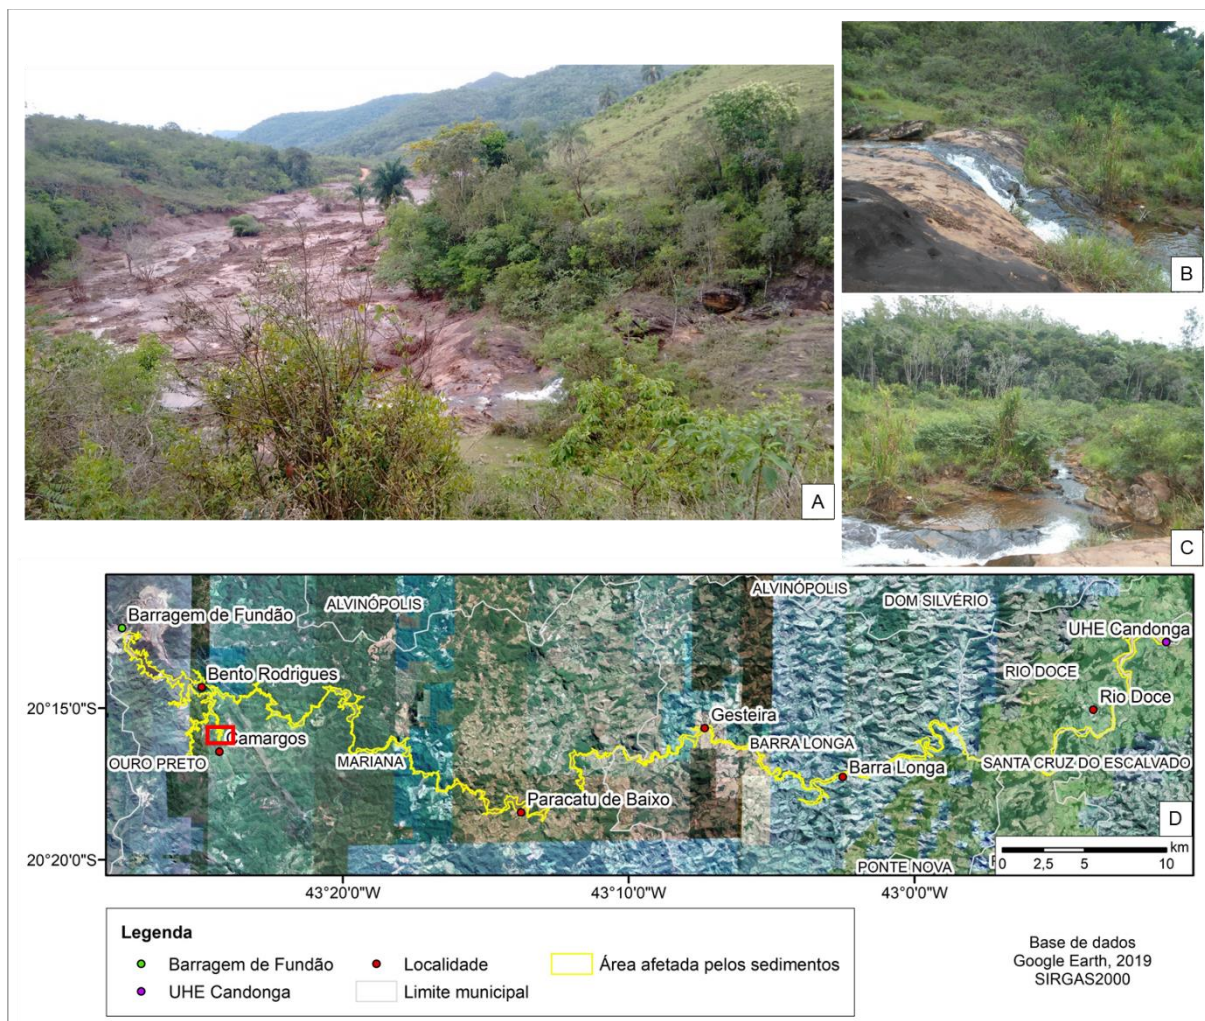 A
B
C
ALVINÓPOLIS
ALVINÓPOLIS
DOM SILVÉRIO
Barragem de Fundão
UHE Candonga
Bento Rodrigues
RIO DOCE
Rio Doce
20°15'0"S
Gesteira
Camargos
OURO PRETO
MARIANA
BARRA LONGA
Barra Longa
SANTA CRUZ DO ESCALVADO
Paracatu de Baixo
D
km
0 2,5 5 10
20°20'0"S
PONTE NOVA
43°20'0"W
43°10'0"W
43°0'0"W
Legenda
Barragem de Fundão
Localidade
Área afetada pelos sedimentos
UHE Candonga
Limite municipal
Base de dados
Google Earth, 2019
SIRGAS2000